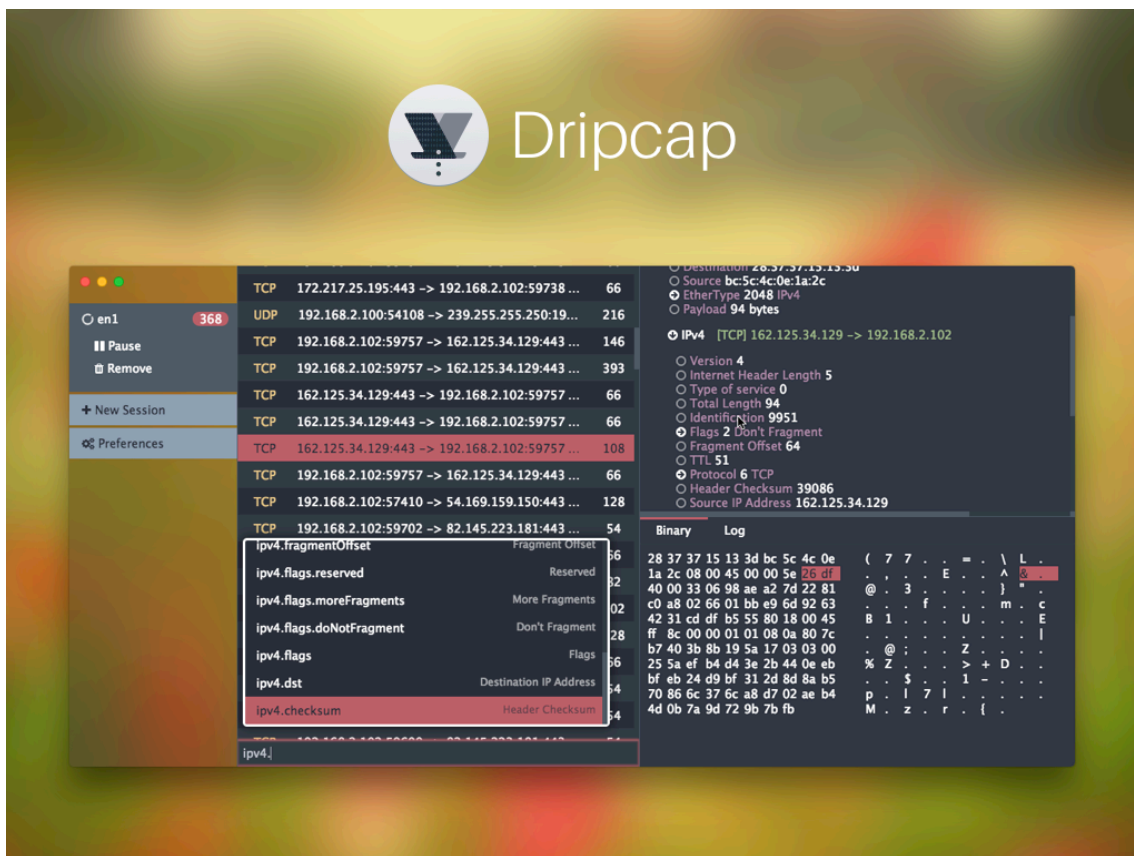 Dripcap
en1 368
Pause
Remove
+ New Session
Preferences
TCP 172.217.25.195:443 -> 192.168.2.102:59738 ... 66
UDP 192.168.2.100:54108 -> 239.255.255.250:19... 216
TCP 192.168.2.102:59757 -> 162.125.34.129:443 ... 146
TCP 192.168.2.102:59757 -> 162.125.34.129:443 ... 393
TCP 162.125.34.129:443 -> 192.168.2.102:59757 ... 66
TCP 162.125.34.129:443 -> 192.168.2.102:59757 ... 66
TCP 162.125.34.129:443 -> 192.168.2.102:59757 ... 108
TCP 192.168.2.102:59757 -> 162.125.34.129:443 ... 66
TCP 192.168.2.102:57410 -> 54.169.159.150:443 ... 128
TCP 192.168.2.102:59702 -> 82.145.223.181:443 ... 54
ipv4.fragmentOffset Fragment Offset
ipv4.flags.reserved Reserved
ipv4.flags.moreFragments More Fragments
ipv4.flags.doNotFragment Don't Fragment
ipv4.flags Flags
ipv4.dst Destination IP Address
ipv4.checksum Header Checksum
ipv4.
Destination 28:37:37:15:13:3d
Source bc:5c:4c:0e:1a:2c
EtherType 2048 IPv4
Payload 94 bytes
IPv4 [TCP] 162.125.34.129 -> 192.168.2.102
Version 4
Internet Header Length 5
Type of service 0
Total Length 94
Identification 9951
Flags 2 Don't Fragment
Fragment Offset 64
TTL 51
Protocol 6 TCP
Header Checksum 39086
Source IP Address 162.125.34.129
Binary Log
28 37 37 15 13 3d bc 5c 4c 0e ( 7 7 . . = . \ L .
1a 2c 08 00 45 00 00 5e 26 df . , . . E . . ^ & .
40 00 33 06 98 ae a2 7d 22 81 @ . 3 . . . . } " .
c0 a8 02 66 01 bb e9 6d 92 63 . . . f . . . m . c
42 31 cd df b5 55 80 18 00 45 B 1 . . . U . . . E
ff 8c 00 00 01 01 08 0a 80 7c . . . . . . . . . |
b7 40 3b 8b 19 5a 17 03 03 00 . @ ; . . Z . . . .
25 5a ef b4 d4 3e 2b 44 0e eb % Z . . . > + D . .
bf eb 24 d9 bf 31 2d 8d 8a b5 . . $ . . 1 - . . .
70 86 6c 37 6c a8 d7 02 ae b4 p . l 7 l . . . . .
4d 0b 7a 9d 72 9b 7b fb M . z . r . { .